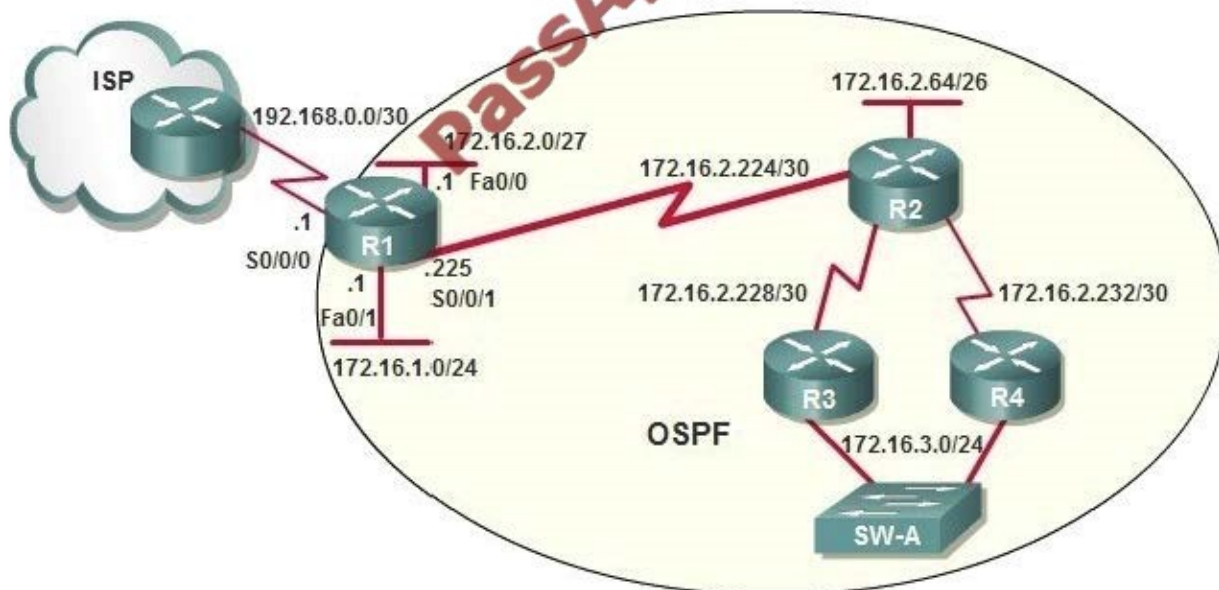 ISP
192.168.0.0/30
172.16.2.0/27
.1 Fa0/0
.1
S0/0/0
R1
.225
S0/0/1
.1
Fa0/1
172.16.1.0/24
172.16.2.64/26
172.16.2.224/30
R2
172.16.2.228/30
172.16.2.232/30
R3
R4
OSPF
172.16.3.0/24
SW-A